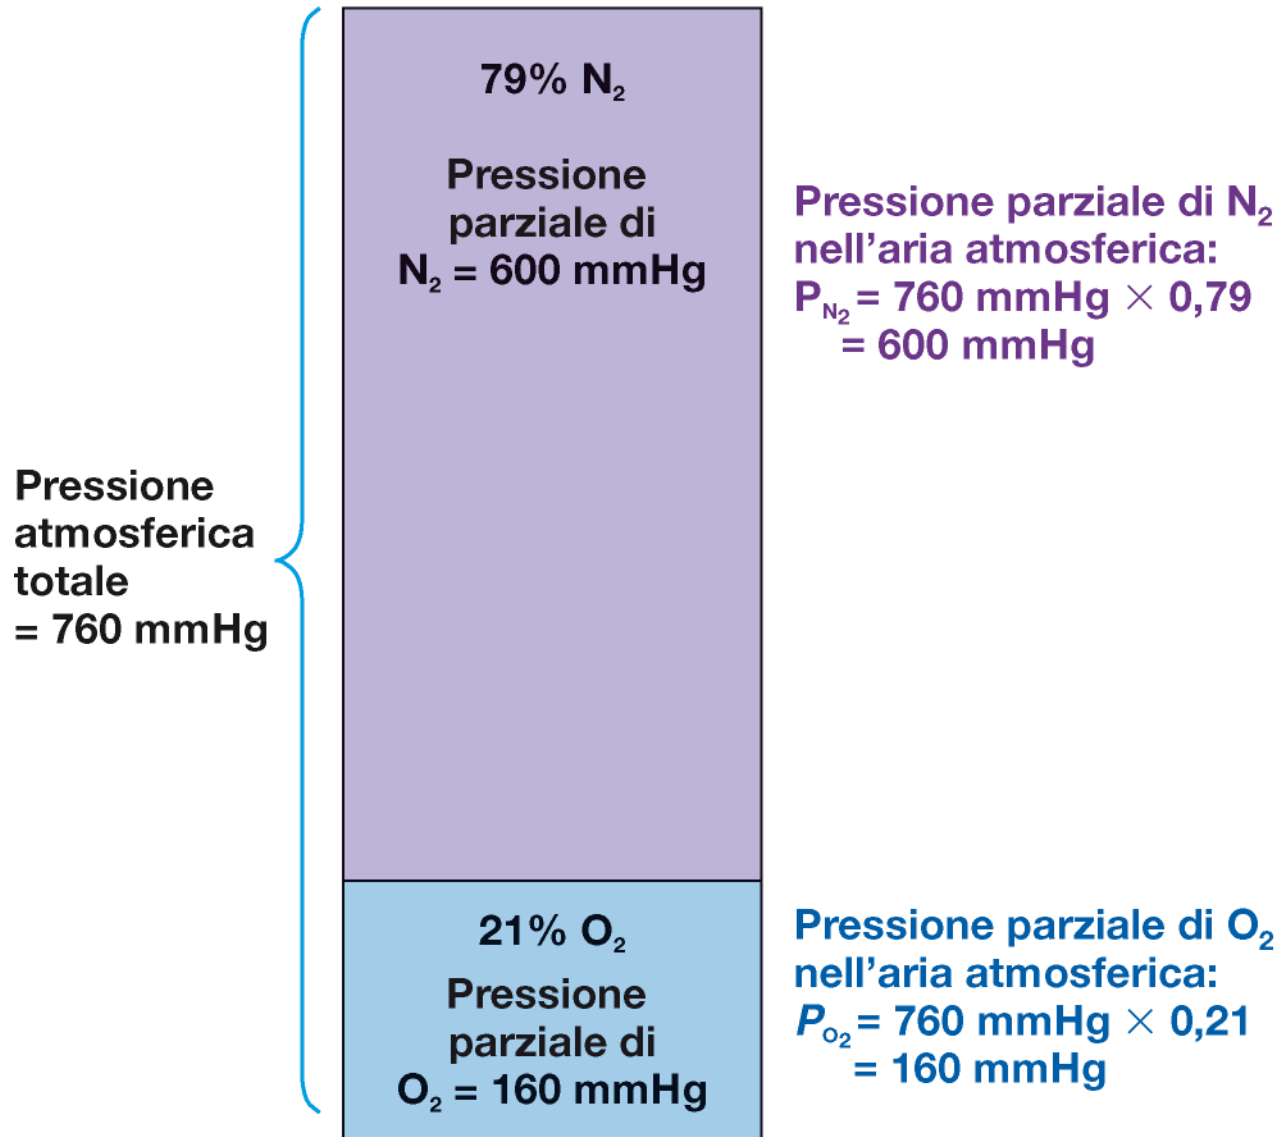 79% N₂
Pressione
parziale di
N₂ = 600 mmHg
Pressione parziale di N₂
nell'aria atmosferica:
P_N₂ = 760 mmHg × 0,79
= 600 mmHg
Pressione
atmosferica
totale
= 760 mmHg
21% O₂
Pressione
parziale di
O₂ = 160 mmHg
Pressione parziale di O₂
nell'aria atmosferica:
P_O₂ = 760 mmHg × 0,21
= 160 mmHg